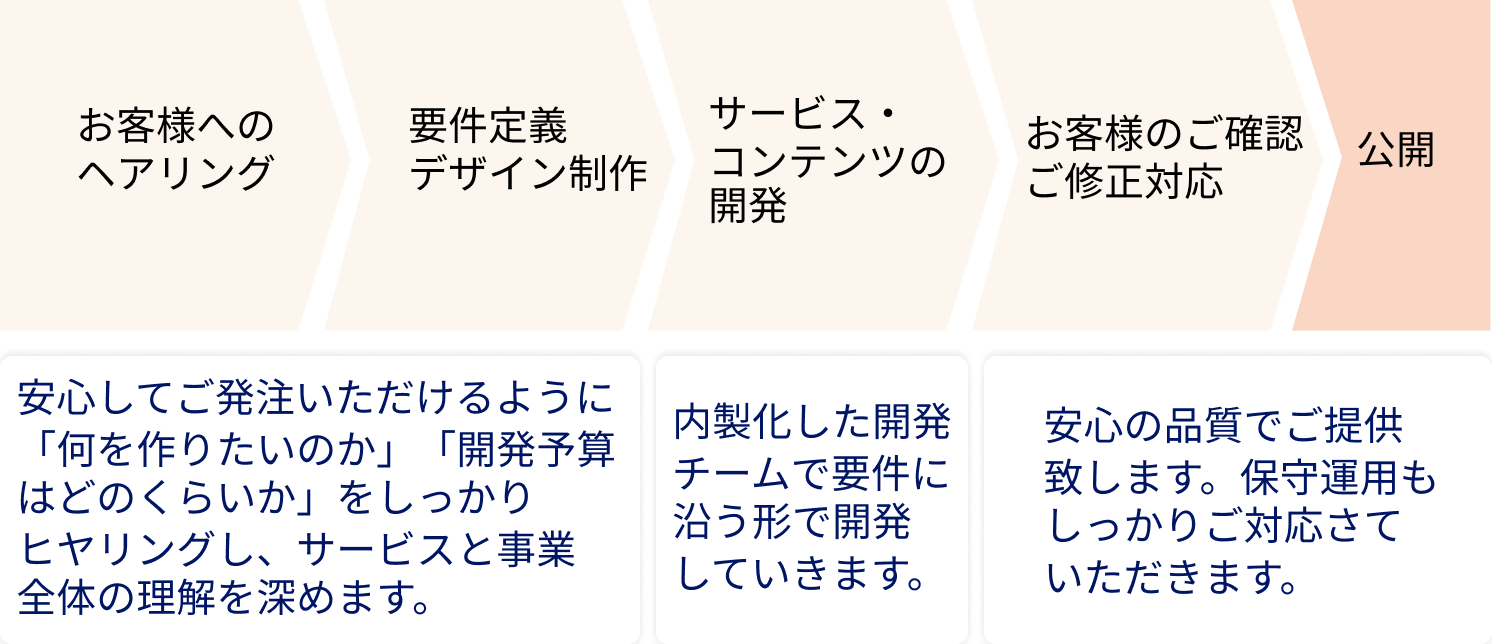 お客様への
ヘアリング
要件定義
デザイン制作
サービス・
コンテンツの
開発
お客様のご確認
ご修正対応
公開
安心してご発注いただけるように
「何を作りたいのか」「開発予算
はどのくらいか」をしっかり
ヒヤリングし、サービスと事業
全体の理解を深めます。
内製化した開発
チームで要件に
沿う形で開発
していきます。
安心の品質でご提供
致します。保守運用も
しっかりご対応さて
いただきます。